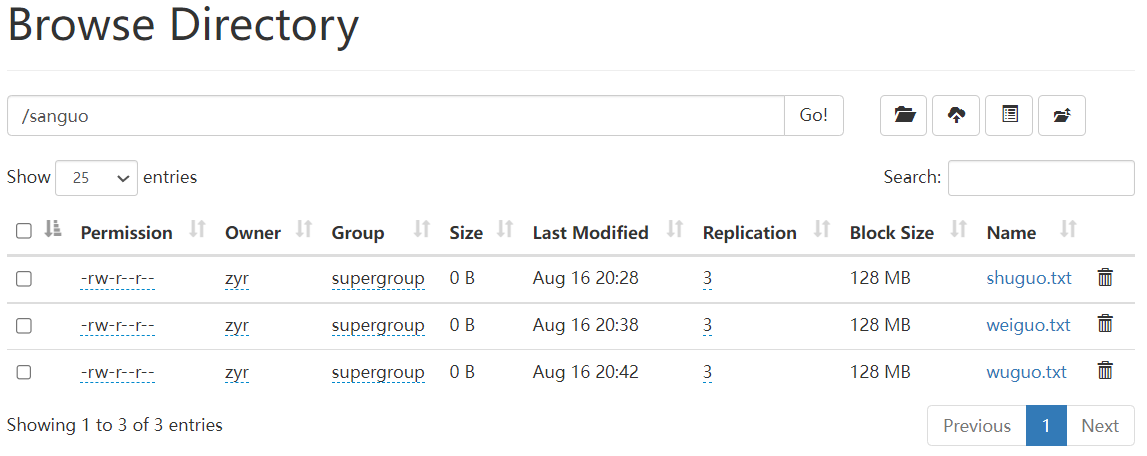 Browse Directory
/sanguo Go!
Show 25 entries Search:
Permission Owner Group Size Last Modified Replication Block Size Name
-rw-r--r-- zyr supergroup 0 B Aug 16 20:28 3 128 MB shuguo.txt
-rw-r--r-- zyr supergroup 0 B Aug 16 20:38 3 128 MB weiguo.txt
-rw-r--r-- zyr supergroup 0 B Aug 16 20:42 3 128 MB wuguo.txt
Showing 1 to 3 of 3 entries Previous 1 Next